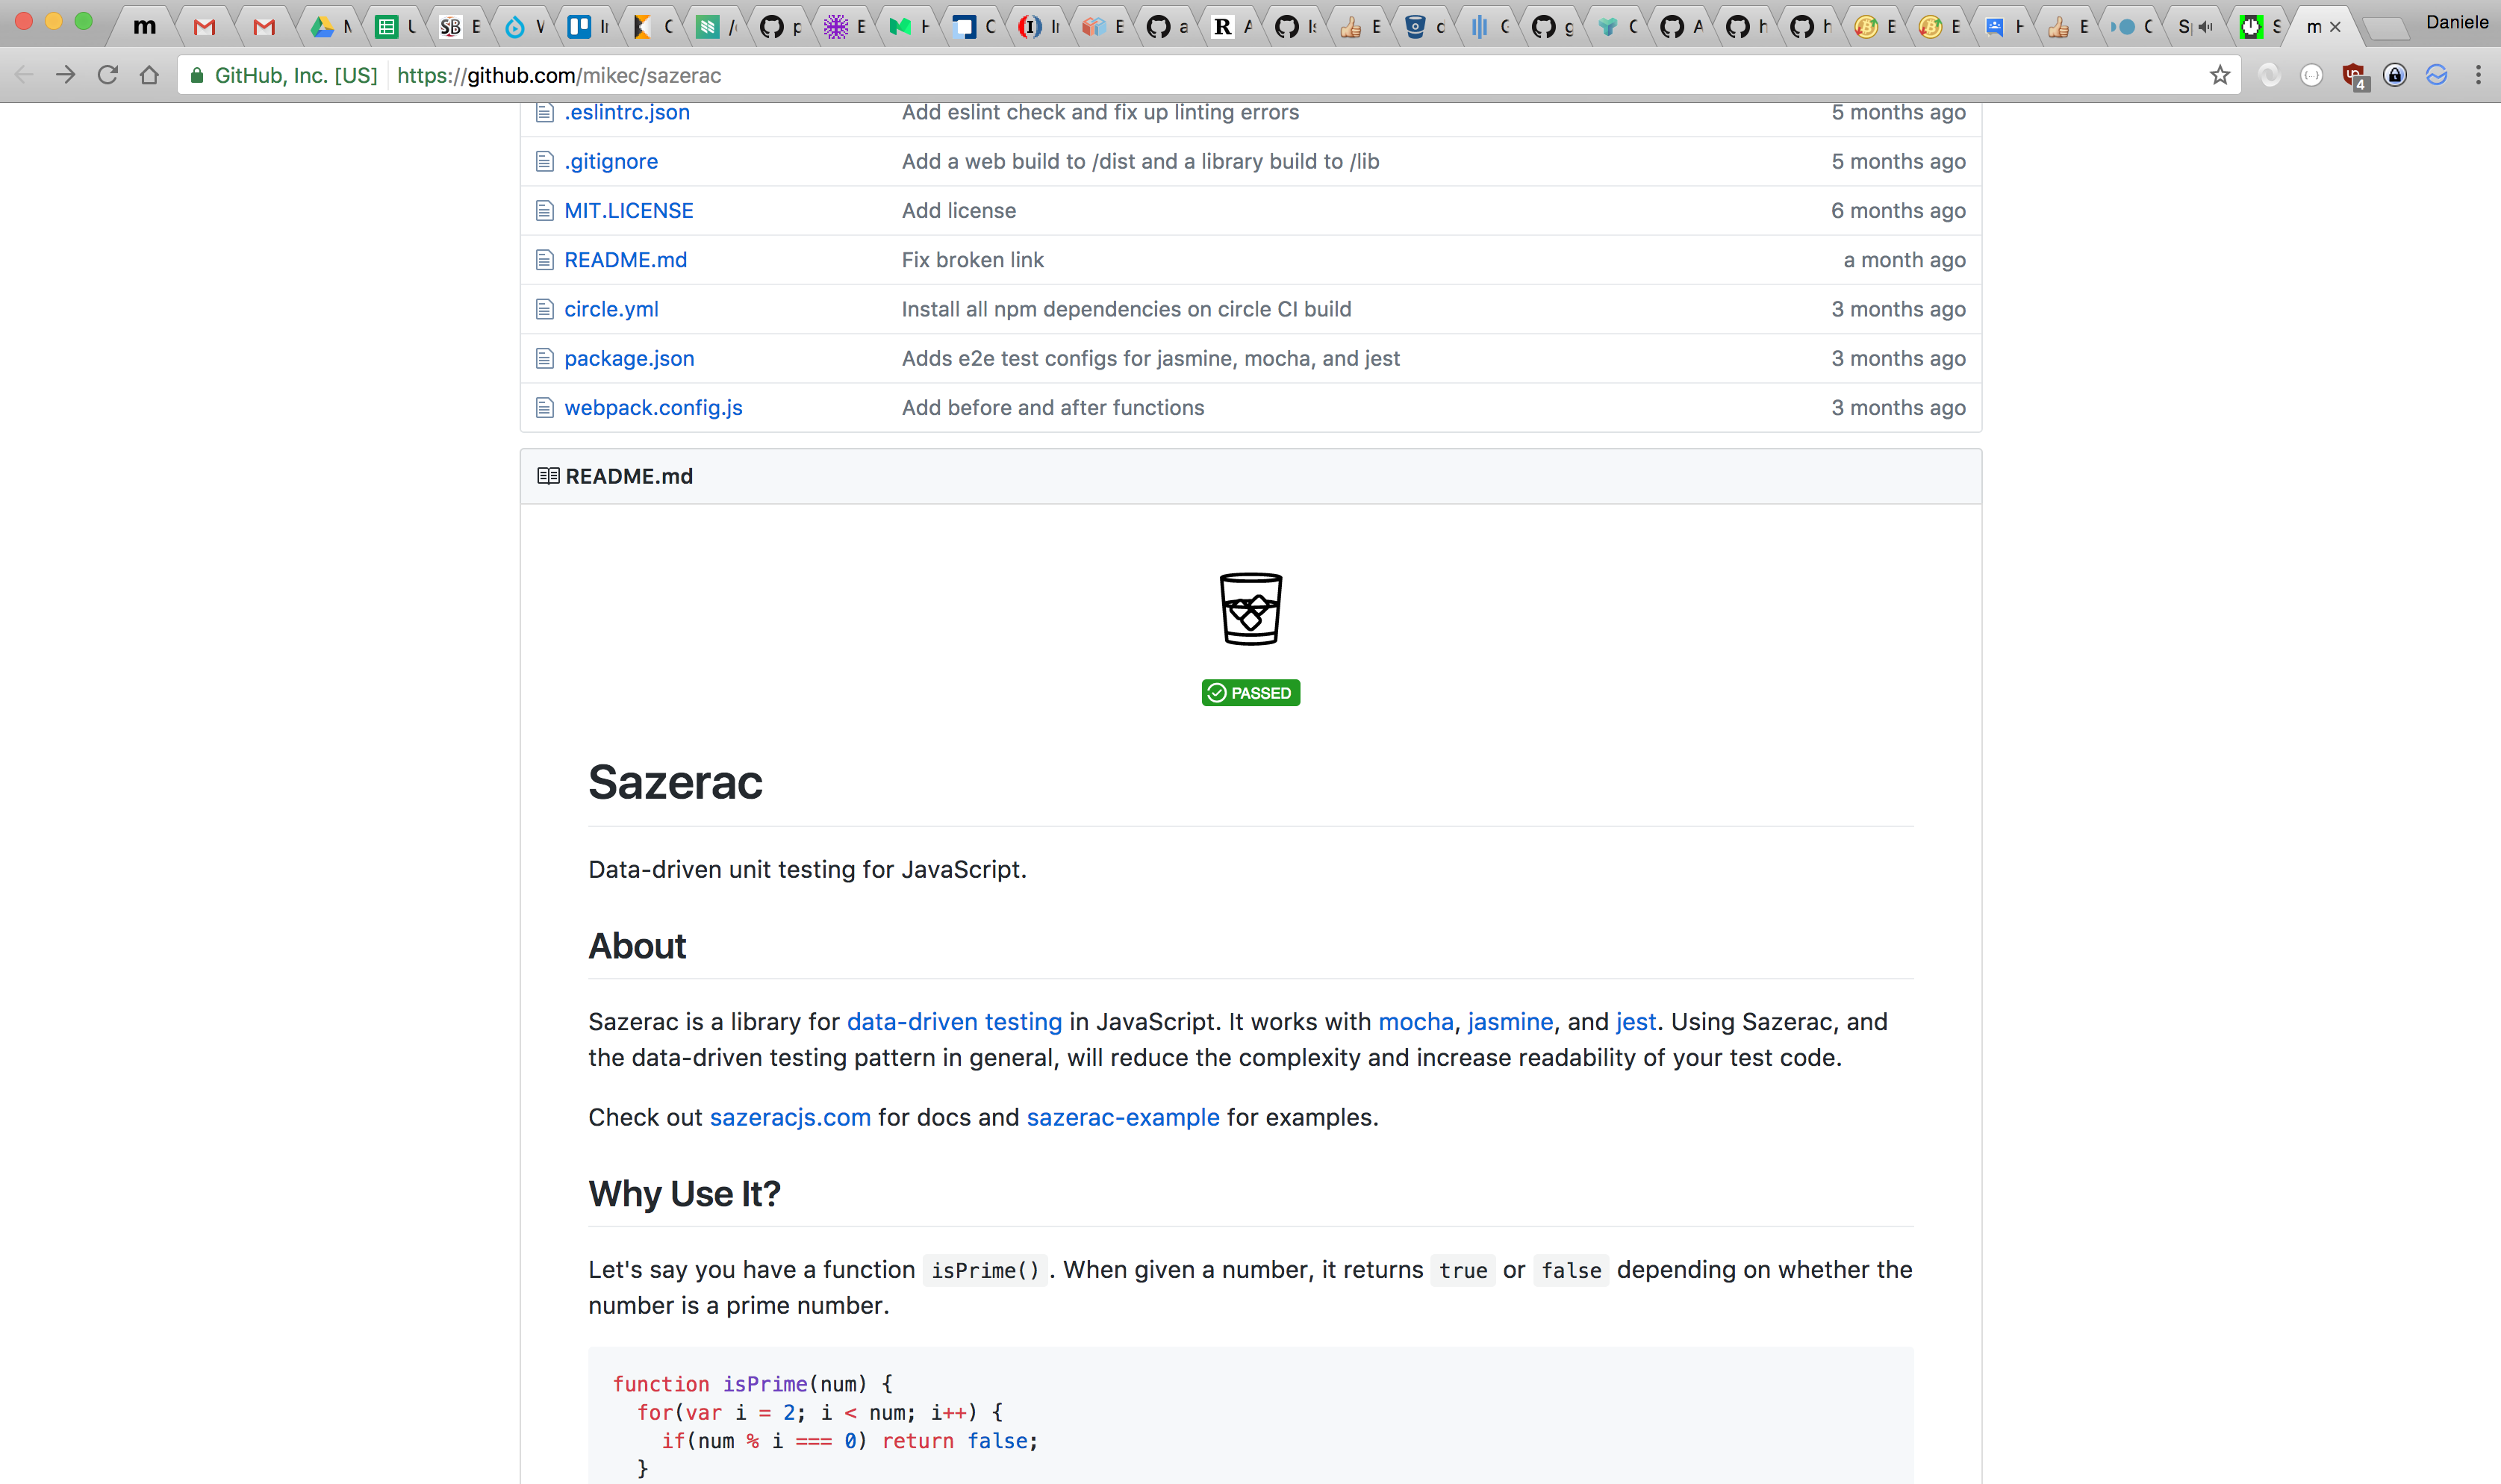 Daniele
GitHub, Inc. [US] https://github.com/mikec/sazerac
4
.eslintrc.json Add eslint check and fix up linting errors 5 months ago
.gitignore Add a web build to /dist and a library build to /lib 5 months ago
MIT.LICENSE Add license 6 months ago
README.md Fix broken link a month ago
circle.yml Install all npm dependencies on circle CI build 3 months ago
package.json Adds e2e test configs for jasmine, mocha, and jest 3 months ago
webpack.config.js Add before and after functions 3 months ago
README.md
PASSED
Sazerac
Data-driven unit testing for JavaScript.
About
Sazerac is a library for data-driven testing in JavaScript. It works with mocha, jasmine, and jest. Using Sazerac, and
the data-driven testing pattern in general, will reduce the complexity and increase readability of your test code.
Check out sazeracjs.com for docs and sazerac-example for examples.
Why Use It?
Let's say you have a function isPrime(). When given a number, it returns true or false depending on whether the
number is a prime number.
function isPrime(num) {
for(var i = 2; i < num; i++) {
if(num % i === 0) return false;
}